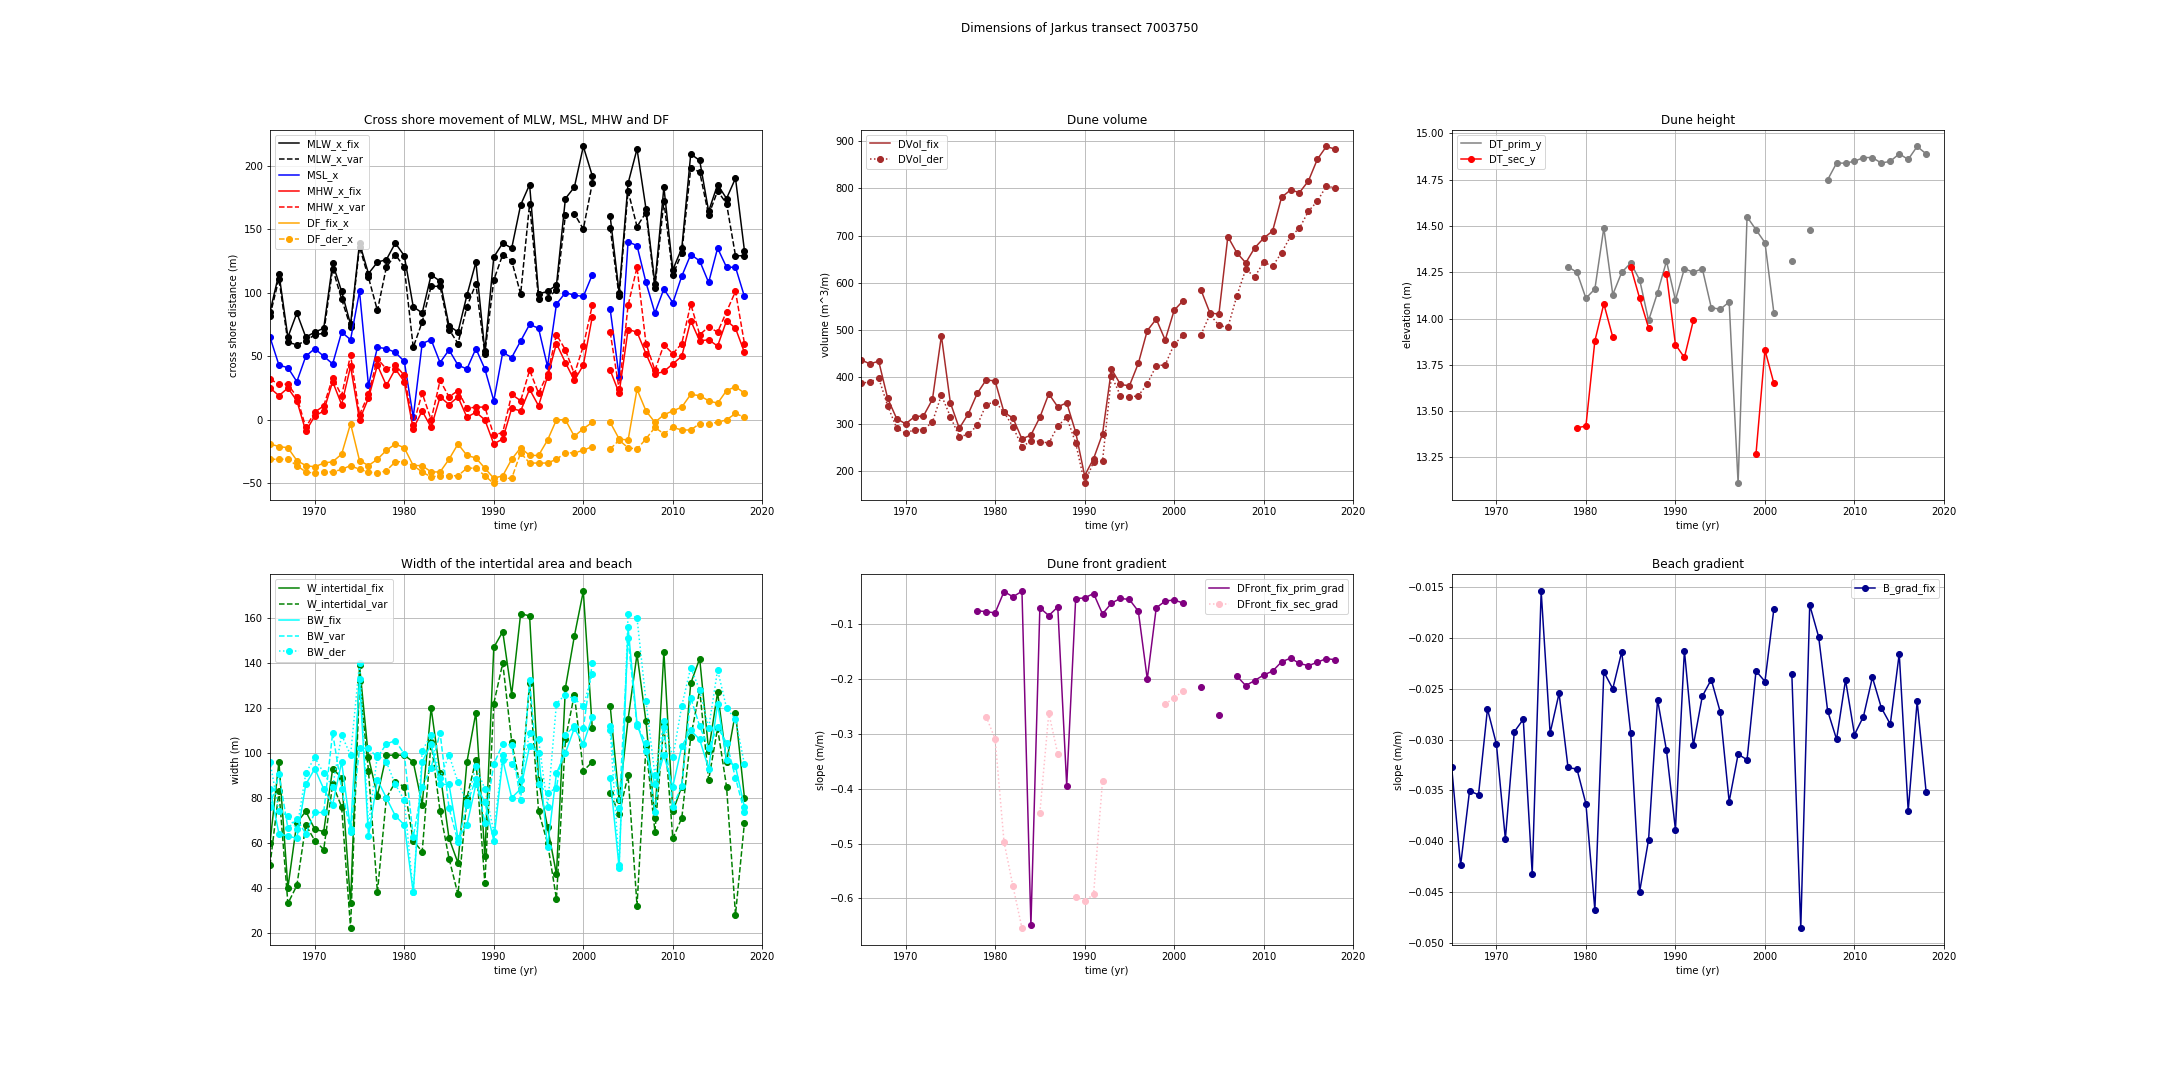 Dimensions of Jarkus transect 7003750
Cross shore movement of MLW, MSL, MHW and DF
MLW_x_fix
MLW_x_var
MSL_x
MHW_x_fix
MHW_x_var
DF_fix_x
DF_der_x
cross shore distance (m)
200
150
100
50
0
−50
1970
1980
1990
2000
2010
2020
time (yr)
Dune volume
DVol_fix
DVol_der
volume (m^3/m)
900
800
700
600
500
400
300
200
1970
1980
1990
2000
2010
2020
time (yr)
Dune height
DT_prim_y
DT_sec_y
elevation (m)
15.00
14.75
14.50
14.25
14.00
13.75
13.50
13.25
1970
1980
1990
2000
2010
2020
time (yr)
Width of the intertidal area and beach
W_intertidal_fix
W_intertidal_var
BW_fix
BW_var
BW_der
width (m)
160
140
120
100
80
60
40
20
1970
1980
1990
2000
2010
2020
time (yr)
Dune front gradient
DFront_fix_prim_grad
DFront_fix_sec_grad
slope (m/m)
−0.1
−0.2
−0.3
−0.4
−0.5
−0.6
1970
1980
1990
2000
2010
2020
time (yr)
Beach gradient
B_grad_fix
slope (m/m)
−0.015
−0.020
−0.025
−0.030
−0.035
−0.040
−0.045
−0.050
1970
1980
1990
2000
2010
2020
time (yr)